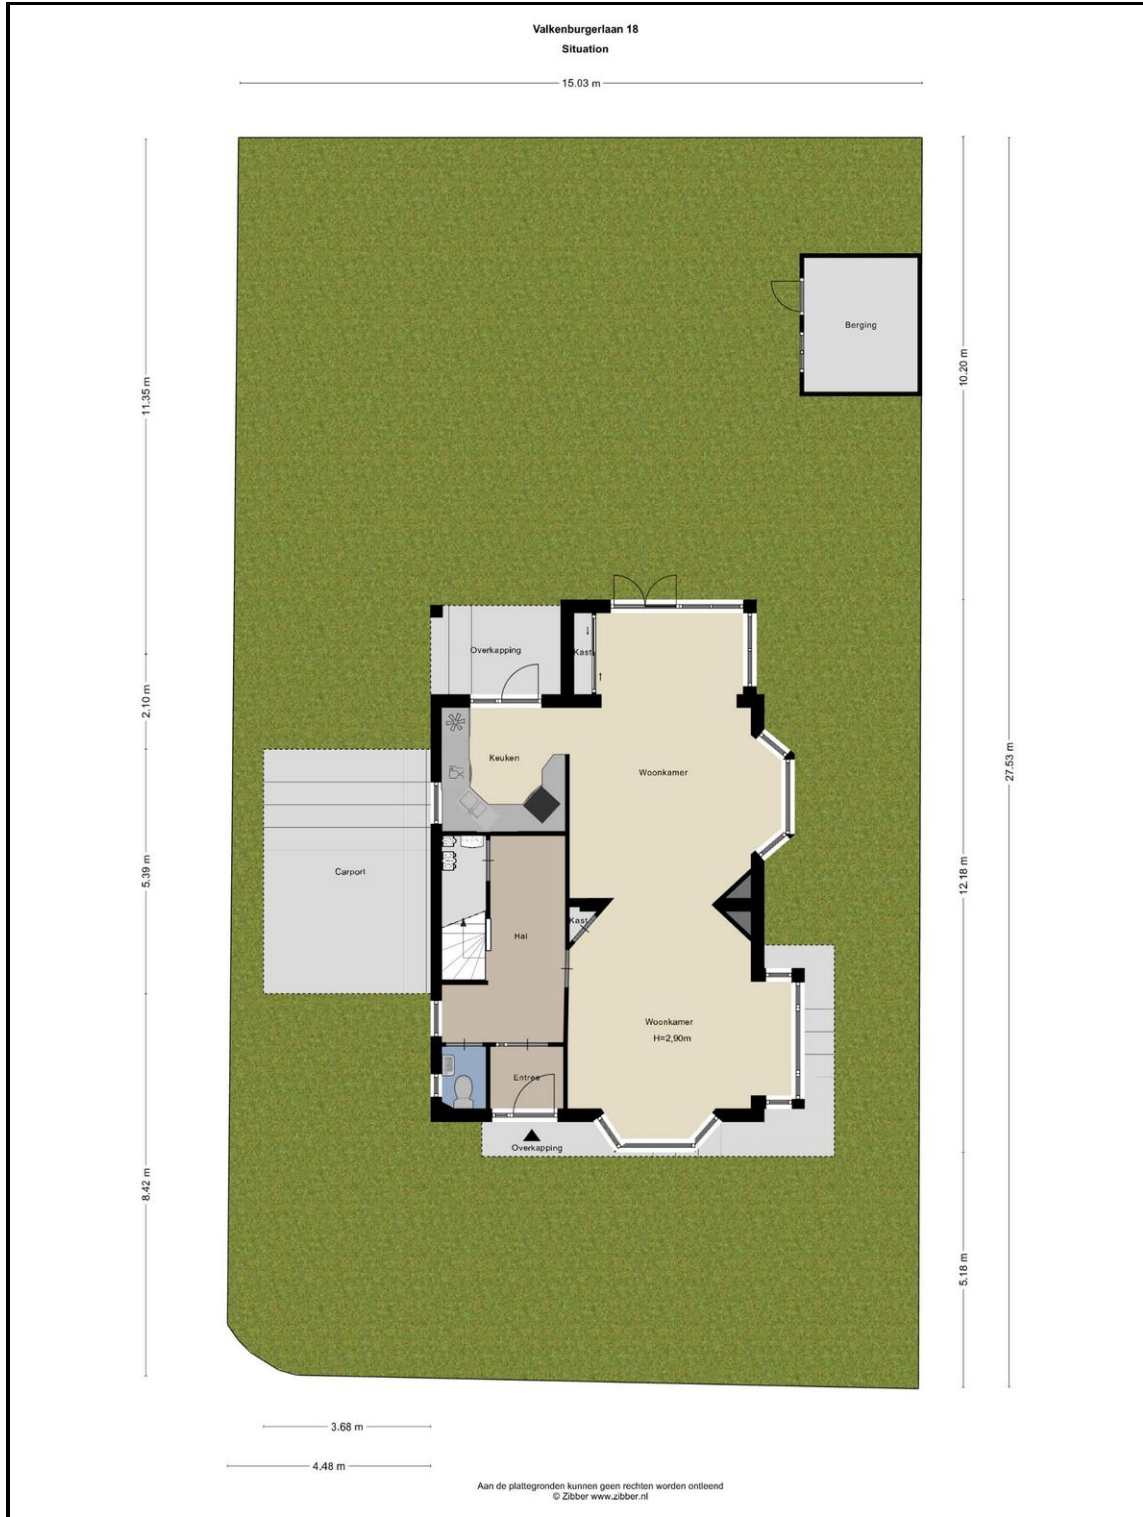 Valkenburgerlaan 18
Situation
15.03 m
Berging
11.35 m
10.20 m
Overkapping
Kast
2.10 m
27.53 m
Keuken
Woonkamer
Carport
5.39 m
12.18 m
Kast
Hal
Woonkamer
H=2,90m
Entree
Overkapping
8.42 m
5.18 m
3.68 m
4.48 m
Aan de plattegronden kunnen geen rechten worden ontleend
© Zibber www.zibber.nl